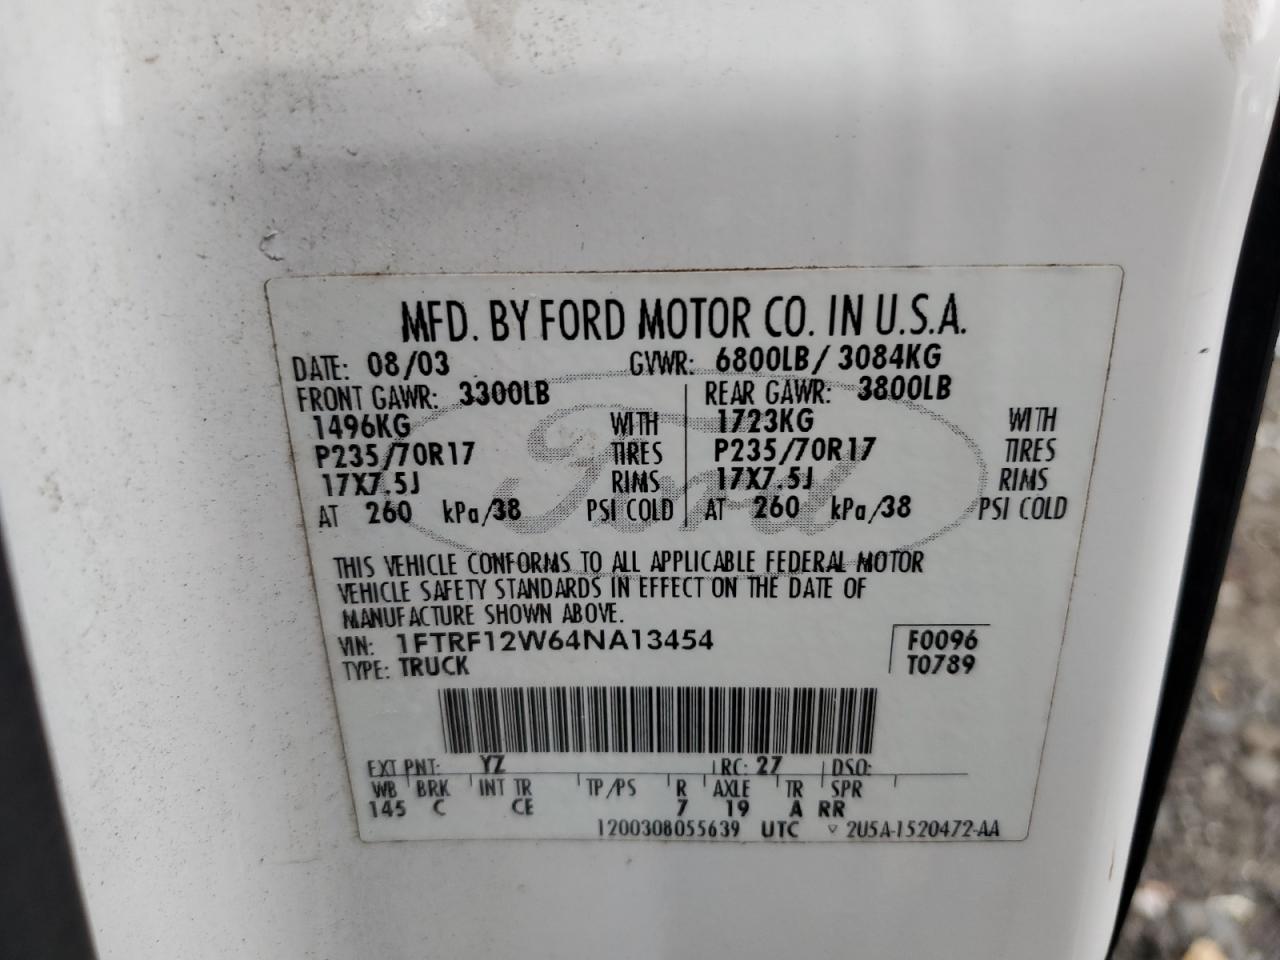 MFD. BY FORD MOTOR CO. IN U.S.A.
DATE: 08/03 GVWR: 6800LB/ 3084KG
FRONT GAWR: 3300LB REAR GAWR: 3800LB
1496KG WITH 1723KG WITH
P235/70R17 TIRES P235/70R17 TIRES
17X7.5J RIMS 17X7.5J RIMS
AT 260 kPa/38 PSI COLD AT 260 kPa/38 PSI COLD
Ford
THIS VEHICLE CONFORMS TO ALL APPLICABLE FEDERAL MOTOR
VEHICLE SAFETY STANDARDS IN EFFECT ON THE DATE OF
MANUFACTURE SHOWN ABOVE.
VIN: 1FTRF12W64NA13454 F0096
TYPE: TRUCK T0789
EXT PNT: YZ RC: 27 DSO:
WB BRK INT TR TP/PS R AXLE TR SPR
145 C CE 7 19 A RR
1200308055639 UTC ▽ 2U5A-1520472-AA